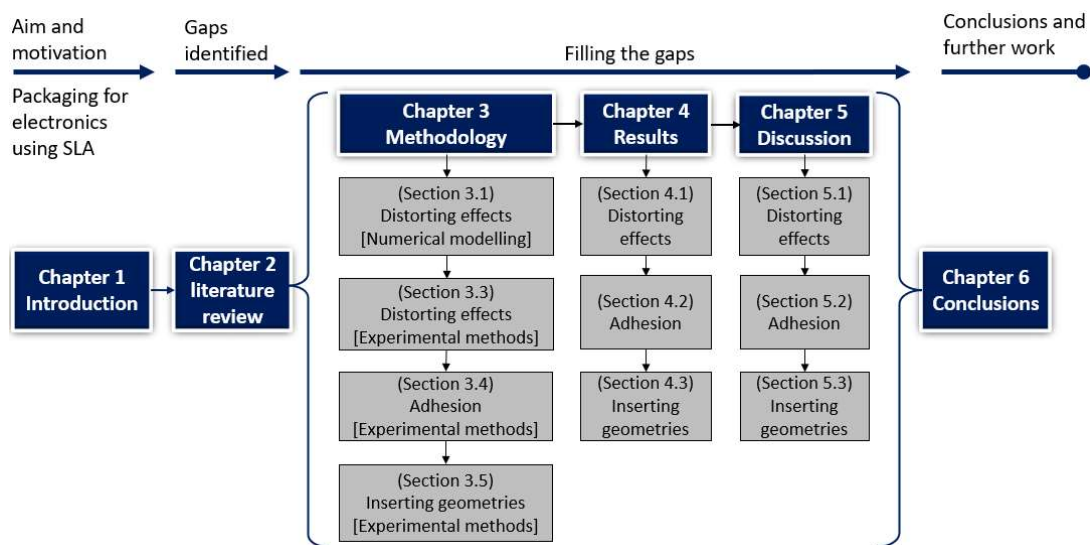 Aim and
motivation
Gaps
identified
Filling the gaps
Conclusions and
further work
Packaging for
electronics
using SLA
Chapter 1
Introduction
Chapter 2
literature
review
Chapter 3
Methodology
(Section 3.1)
Distorting effects
[Numerical modelling]
(Section 3.3)
Distorting effects
[Experimental methods]
(Section 3.4)
Adhesion
[Experimental methods]
(Section 3.5)
Inserting geometries
[Experimental methods]
Chapter 4
Results
(Section 4.1)
Distorting
effects
(Section 4.2)
Adhesion
(Section 4.3)
Inserting
geometries
Chapter 5
Discussion
(Section 5.1)
Distorting
effects
(Section 5.2)
Adhesion
(Section 5.3)
Inserting
geometries
Chapter 6
Conclusions